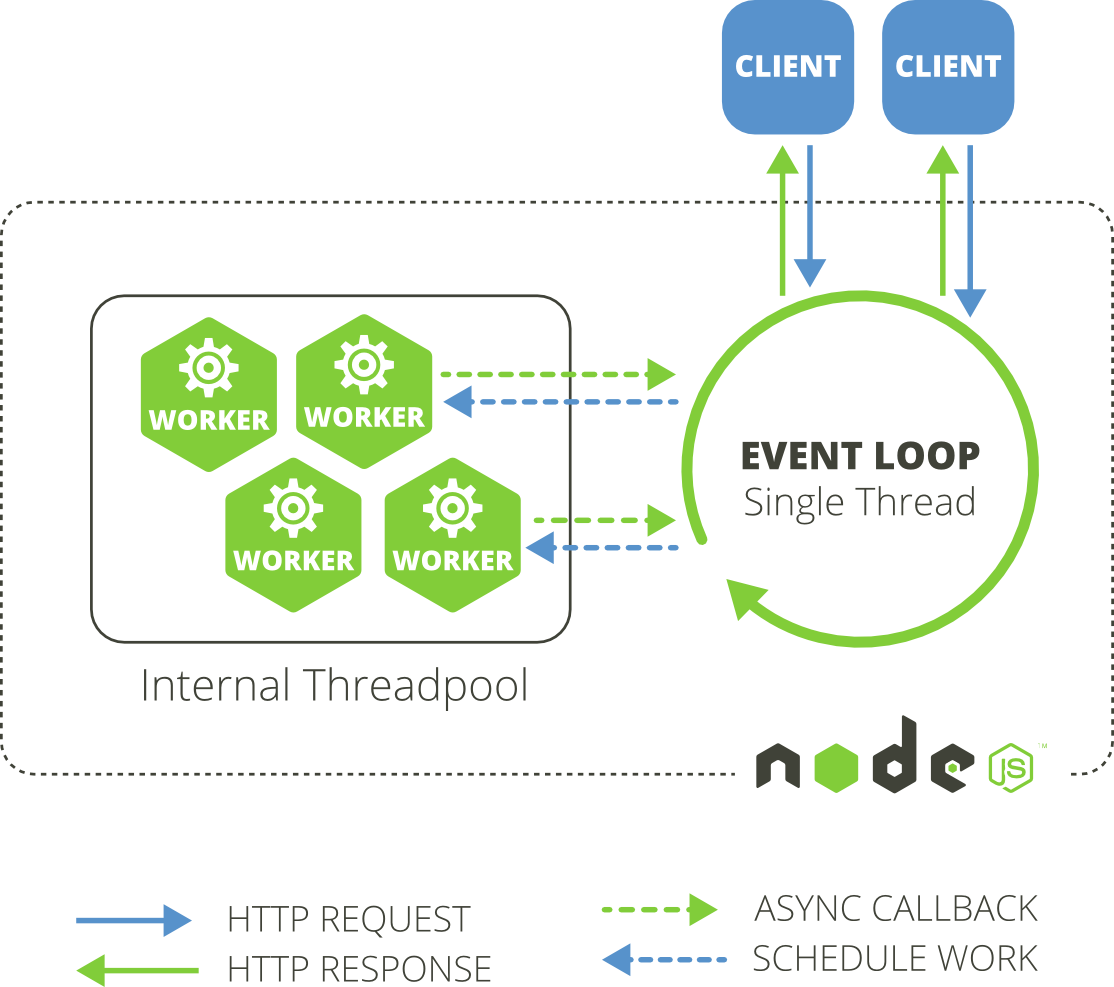 CLIENT
CLIENT
WORKER
WORKER
WORKER
WORKER
EVENT LOOP
Single Thread
Internal Threadpool
node JS ™
HTTP REQUEST
HTTP RESPONSE
ASYNC CALLBACK
SCHEDULE WORK